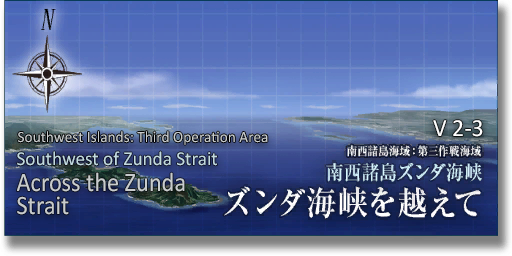 N
Southwest Islands: Third Operation Area
Southwest of Zunda Strait
Across the Zunda
Strait
V 2-3
南西諸島海域：第三作戦海域
南西諸島ズンダ海峡
ズンダ海峡を越えて